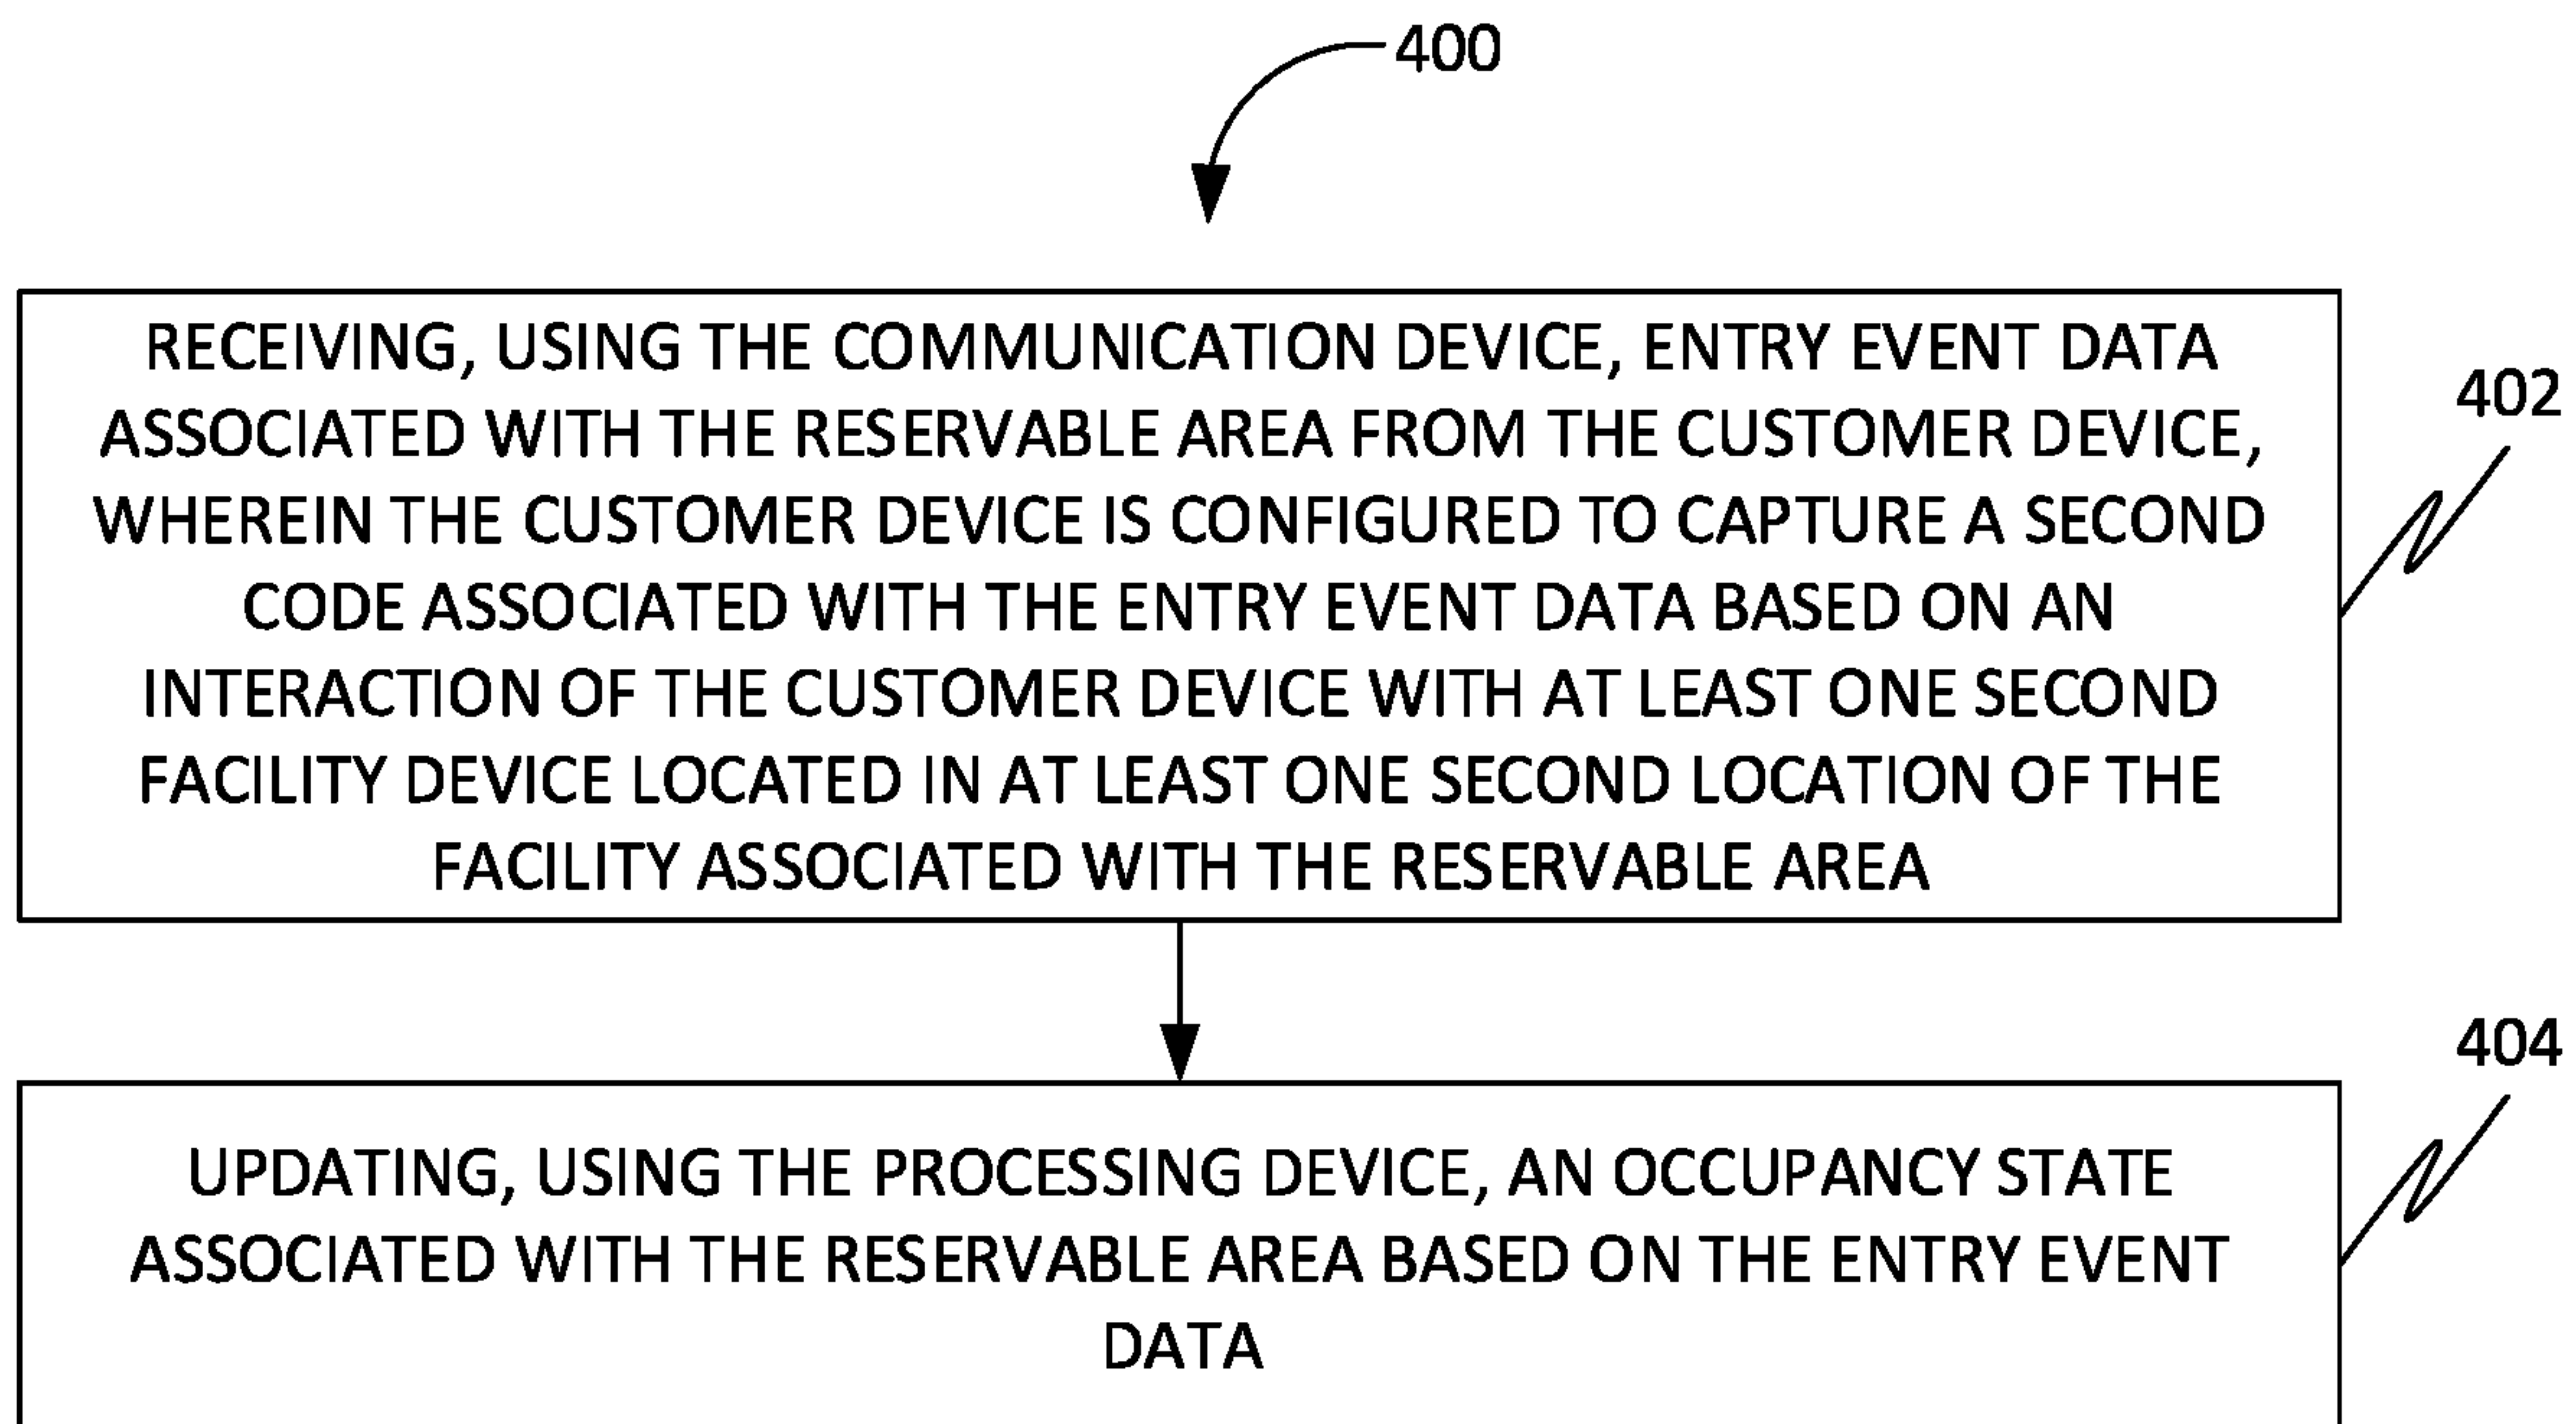 400
RECEIVING, USING THE COMMUNICATION DEVICE, ENTRY EVENT DATA
ASSOCIATED WITH THE RESERVABLE AREA FROM THE CUSTOMER DEVICE,
WHEREIN THE CUSTOMER DEVICE IS CONFIGURED TO CAPTURE A SECOND
CODE ASSOCIATED WITH THE ENTRY EVENT DATA BASED ON AN
INTERACTION OF THE CUSTOMER DEVICE WITH AT LEAST ONE SECOND
FACILITY DEVICE LOCATED IN AT LEAST ONE SECOND LOCATION OF THE
FACILITY ASSOCIATED WITH THE RESERVABLE AREA
402
UPDATING, USING THE PROCESSING DEVICE, AN OCCUPANCY STATE
ASSOCIATED WITH THE RESERVABLE AREA BASED ON THE ENTRY EVENT
DATA
404